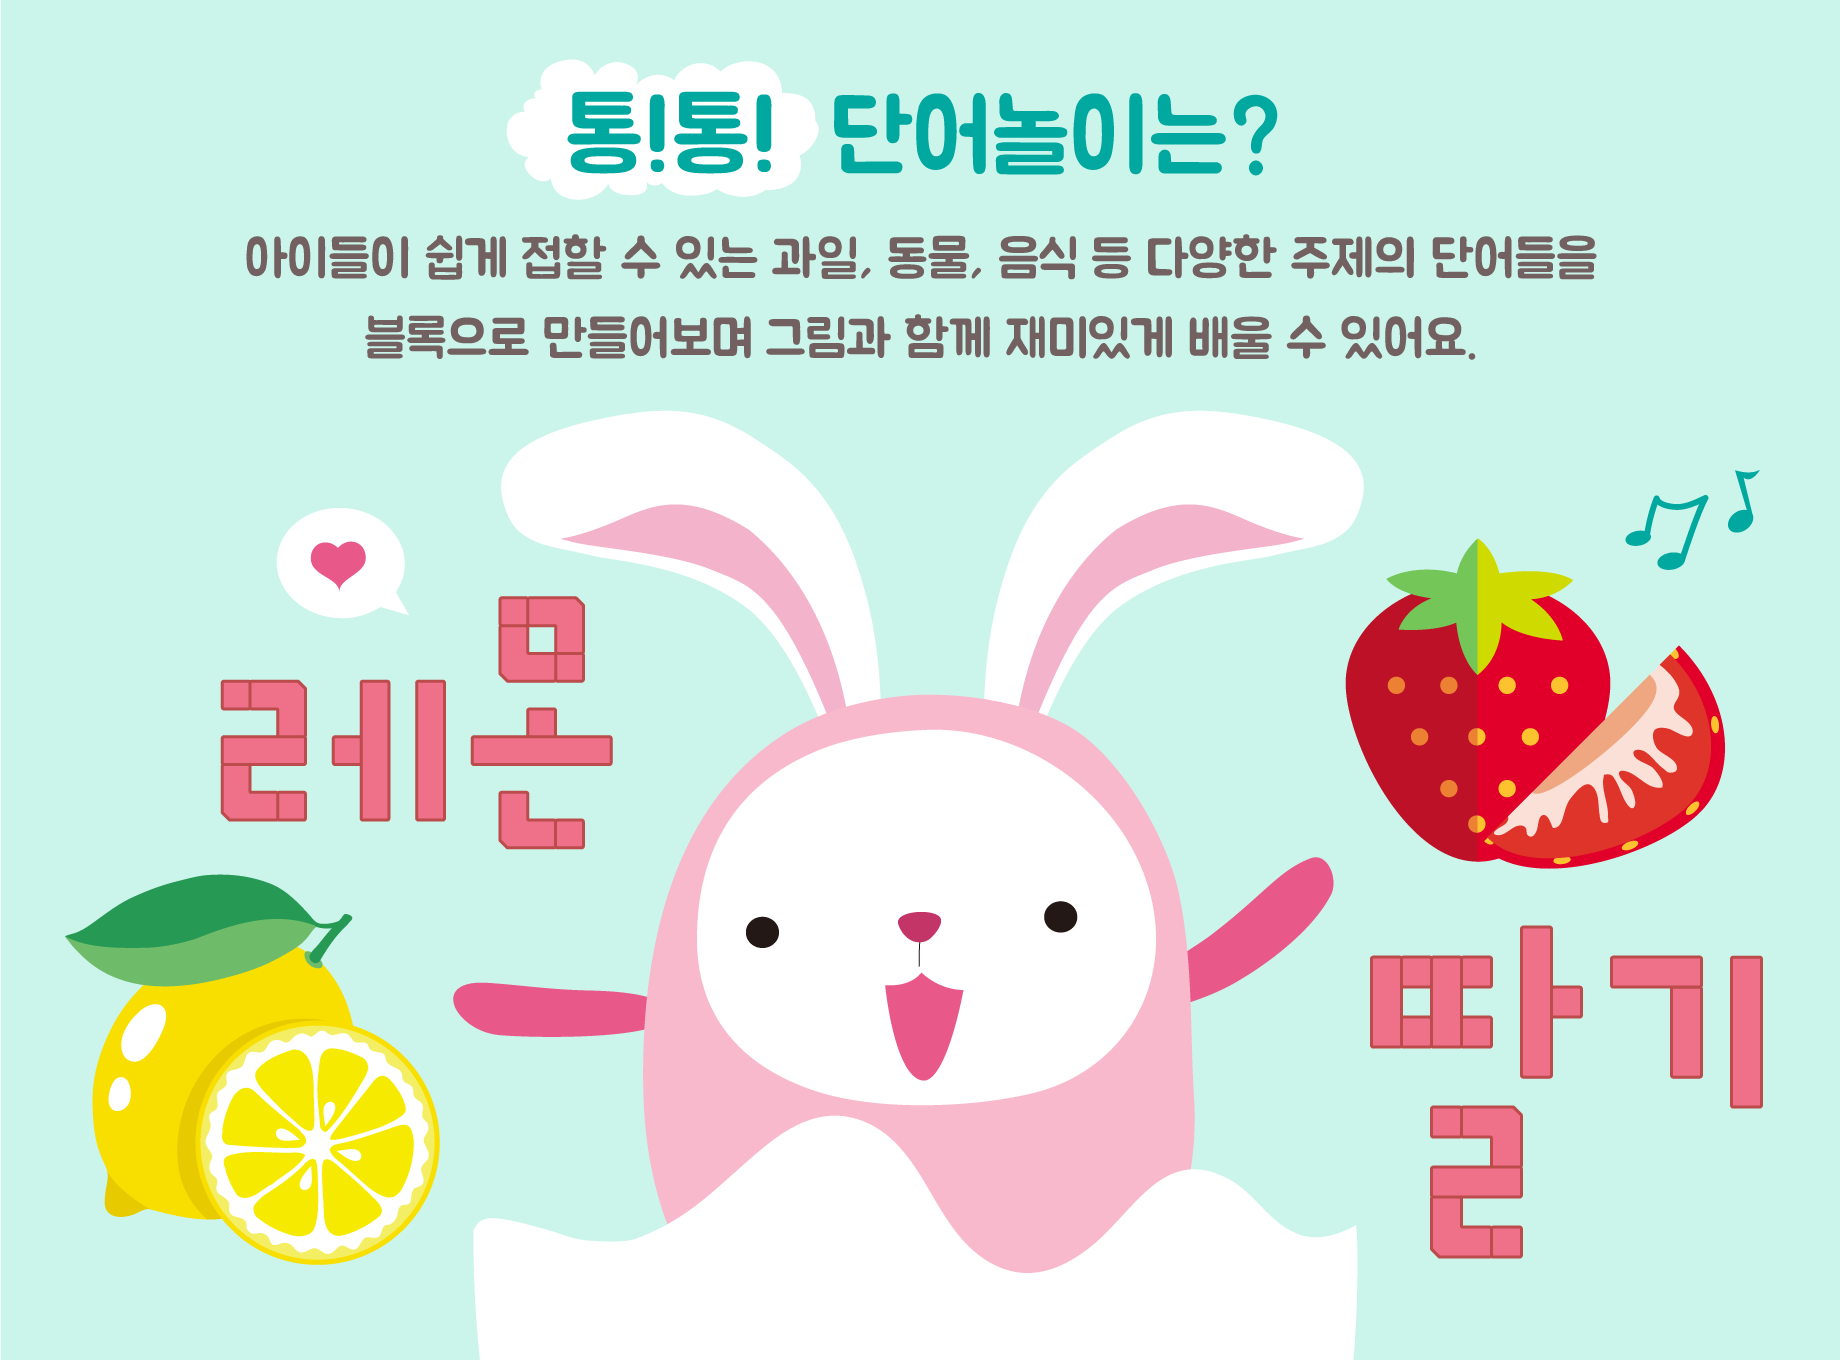 통!통! 단어놀이는?
아이들이 쉽게 접할 수 있는 과일, 동물, 음식 등 다양한 주제의 단어들을
블록으로 만들어보며 그림과 함께 재미있게 배울 수 있어요.
레몬
딸기